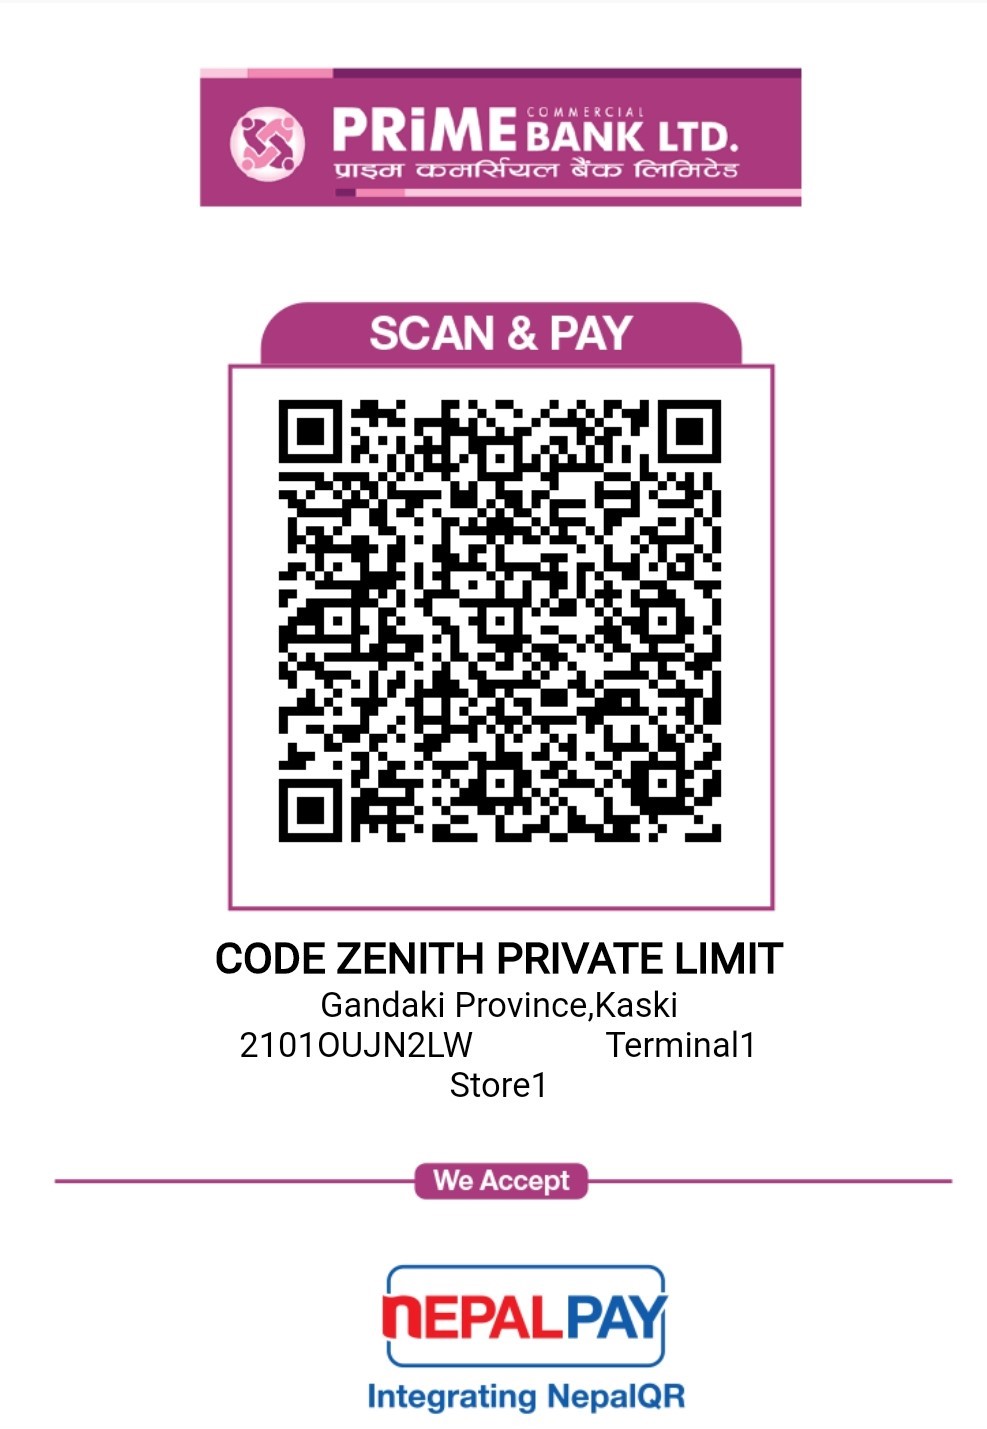 PRiME COMMERCIAL BANK LTD.
प्राइम कमर्सियल बैंक लिमिटेड
SCAN & PAY
CODE ZENITH PRIVATE LIMIT
Gandaki Province,Kaski
2101OUJN2LW Terminal1
Store1
We Accept
nEPALPAY
Integrating NepalQR